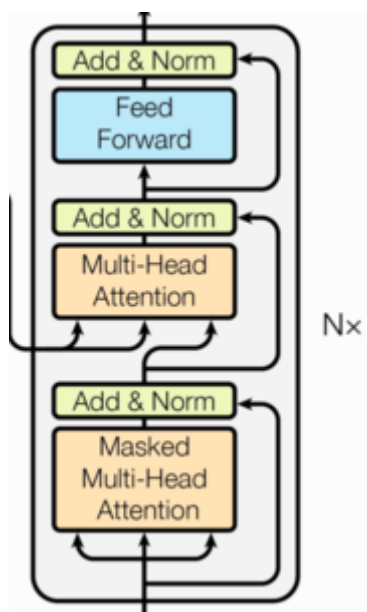 Add & Norm
Feed
Forward
Add & Norm
Multi-Head
Attention
N×
Add & Norm
Masked
Multi-Head
Attention